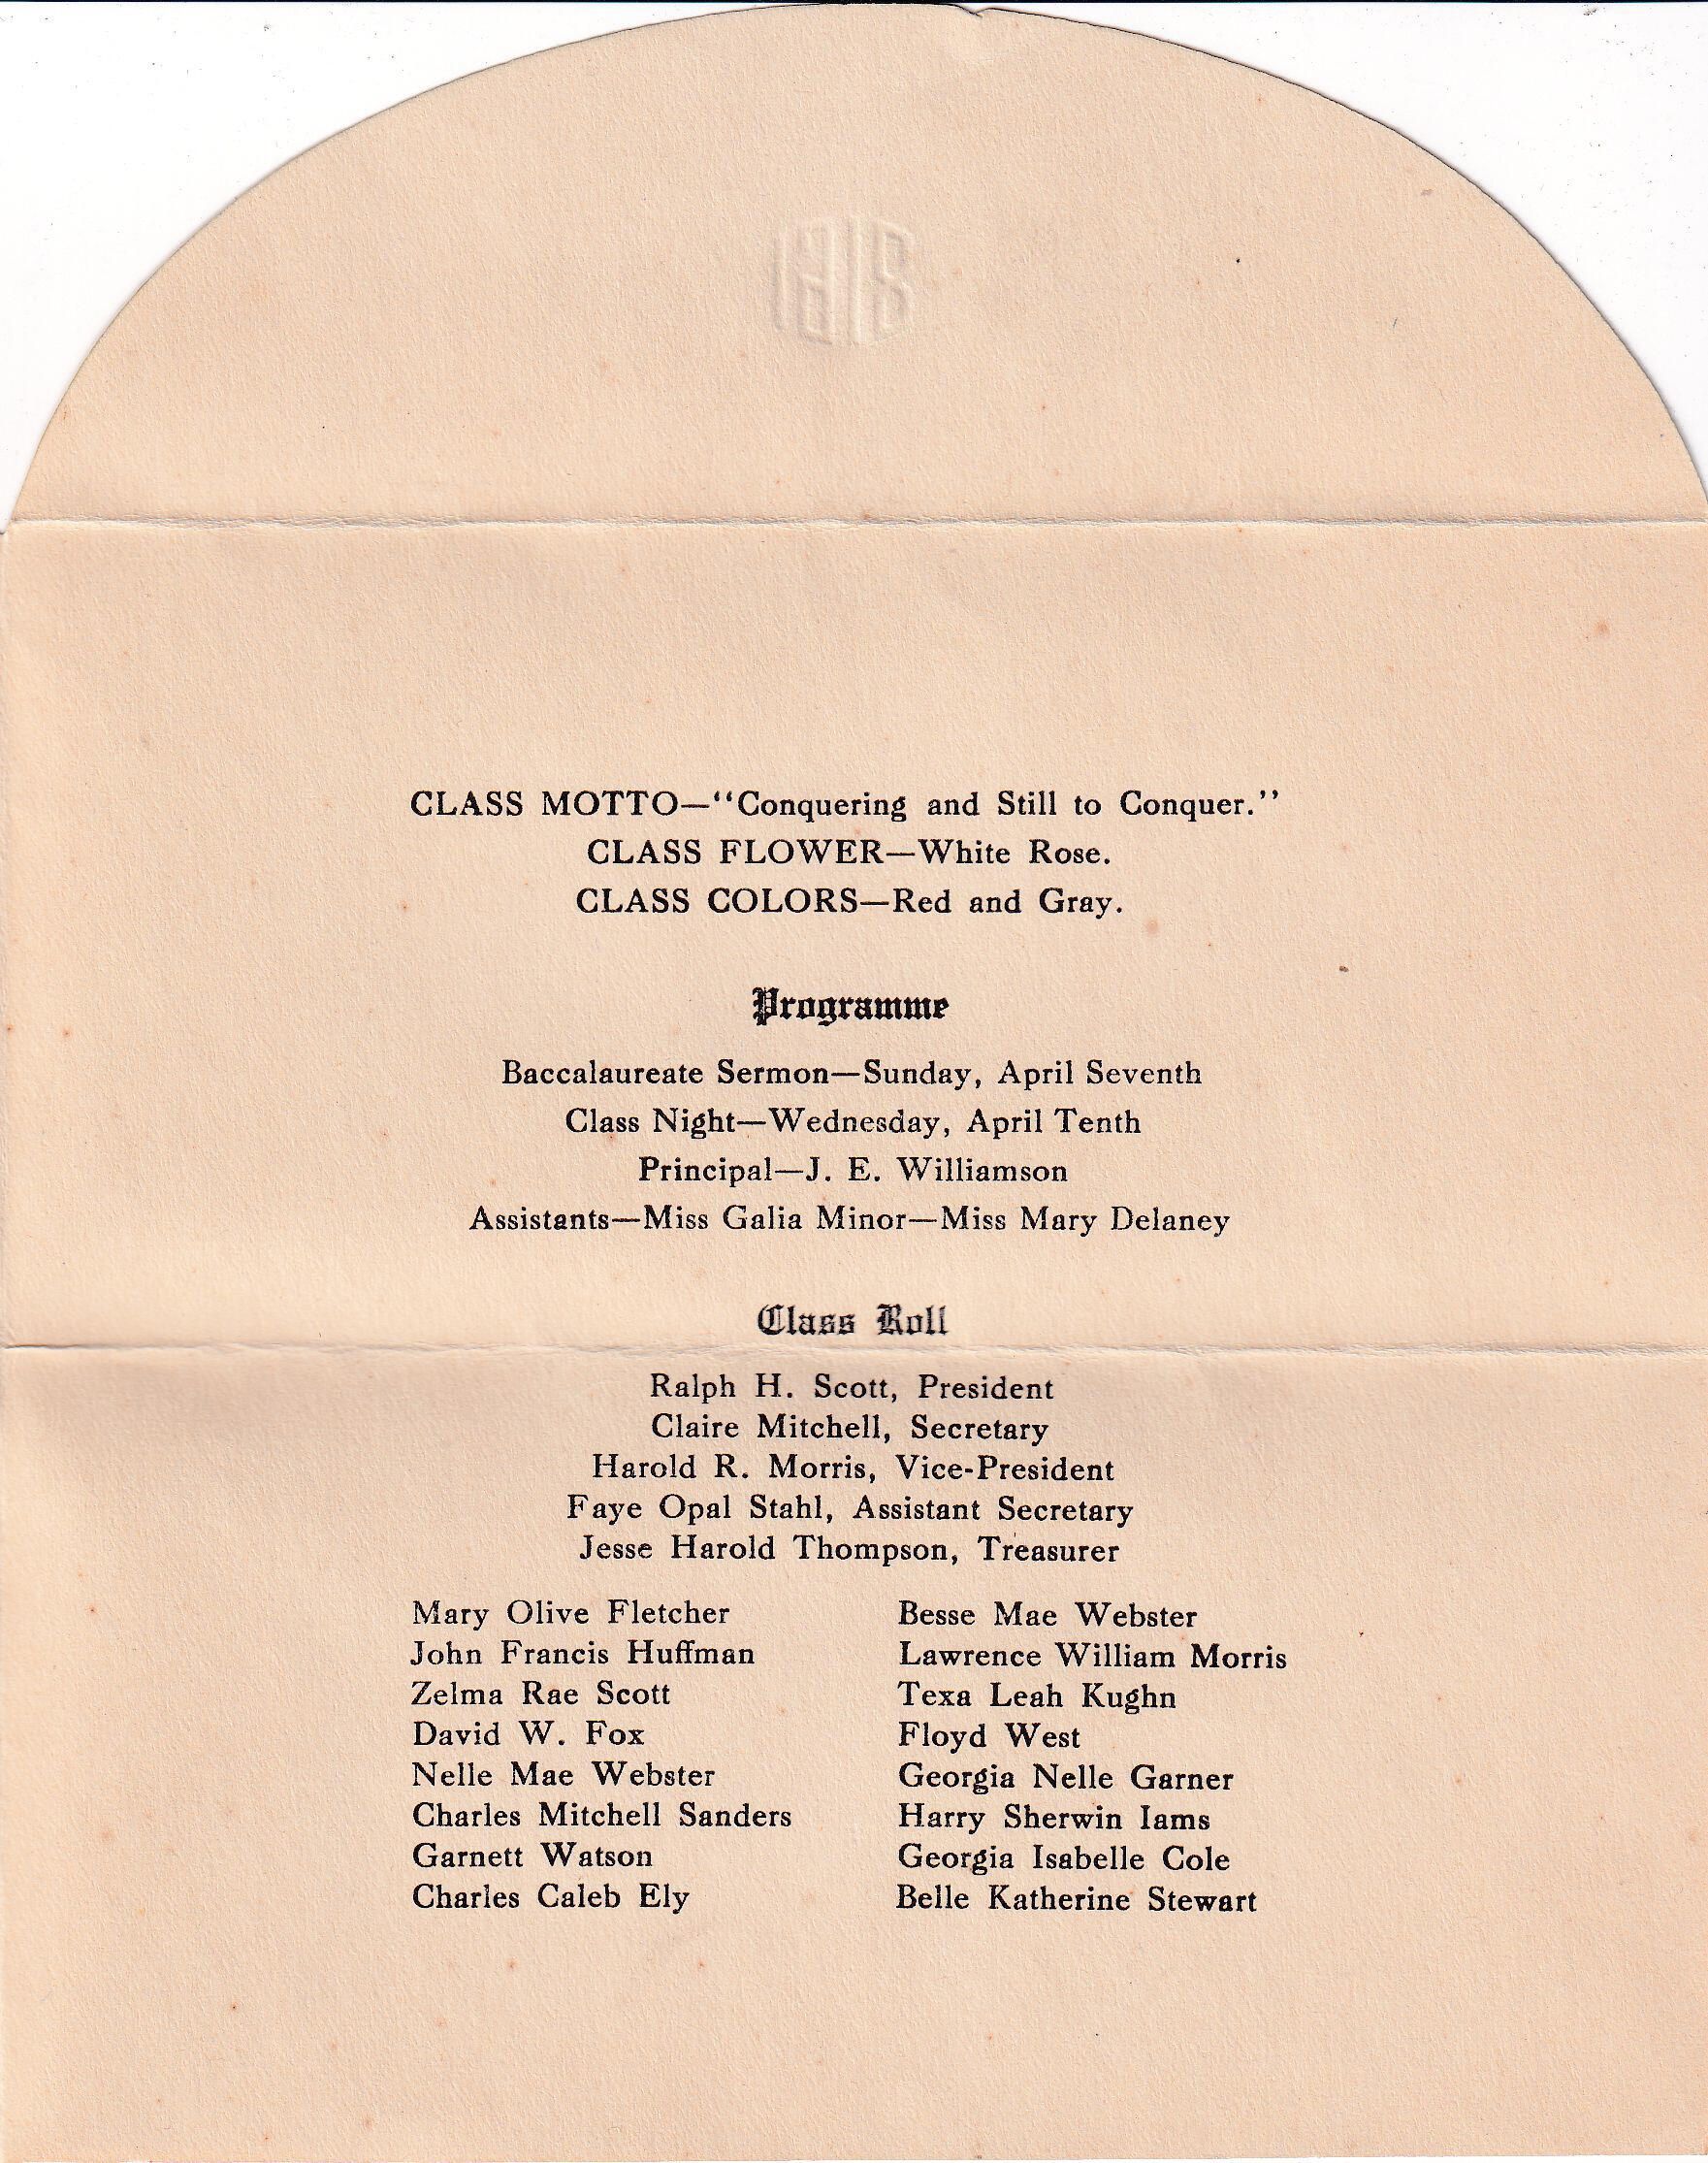 1918
CLASS MOTTO—“Conquering and Still to Conquer.”
CLASS FLOWER—White Rose.
CLASS COLORS—Red and Gray.
Programme
Baccalaureate Sermon—Sunday, April Seventh
Class Night—Wednesday, April Tenth
Principal—J. E. Williamson
Assistants—Miss Galia Minor—Miss Mary Delaney
Class Roll
Ralph H. Scott, President
Claire Mitchell, Secretary
Harold R. Morris, Vice-President
Faye Opal Stahl, Assistant Secretary
Jesse Harold Thompson, Treasurer
Mary Olive Fletcher
John Francis Huffman
Zelma Rae Scott
David W. Fox
Nelle Mae Webster
Charles Mitchell Sanders
Garnett Watson
Charles Caleb Ely
Besse Mae Webster
Lawrence William Morris
Texa Leah Kughn
Floyd West
Georgia Nelle Garner
Harry Sherwin Iams
Georgia Isabelle Cole
Belle Katherine Stewart